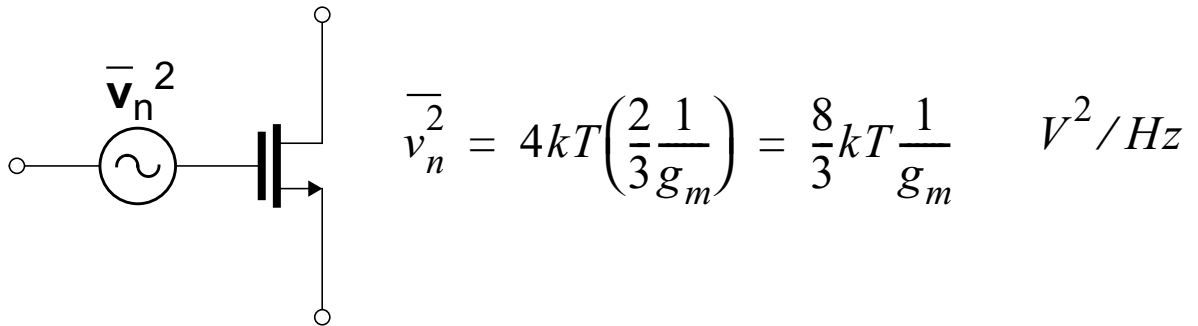 v̅n²
v̅n² = 4kT(2/3 1/gm) = 8/3 kT 1/gm V²/Hz